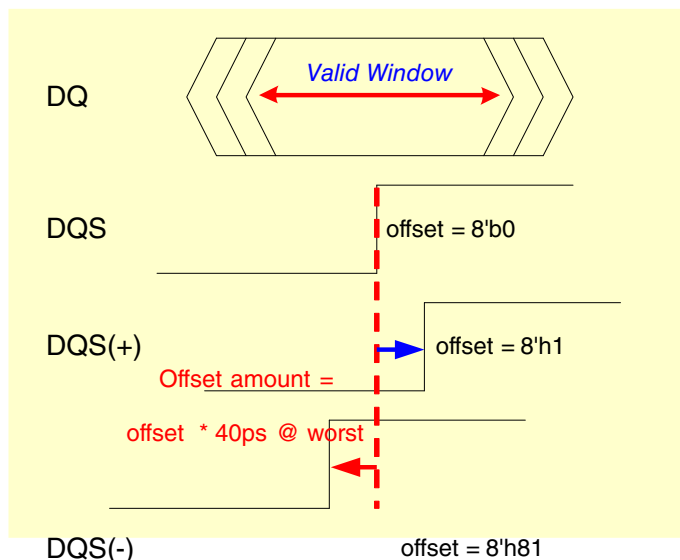 Valid Window
DQ
DQS
offset = 8'b0
DQS(+)
offset = 8'h1
Offset amount =
offset * 40ps @ worst
DQS(-)
offset = 8'h81